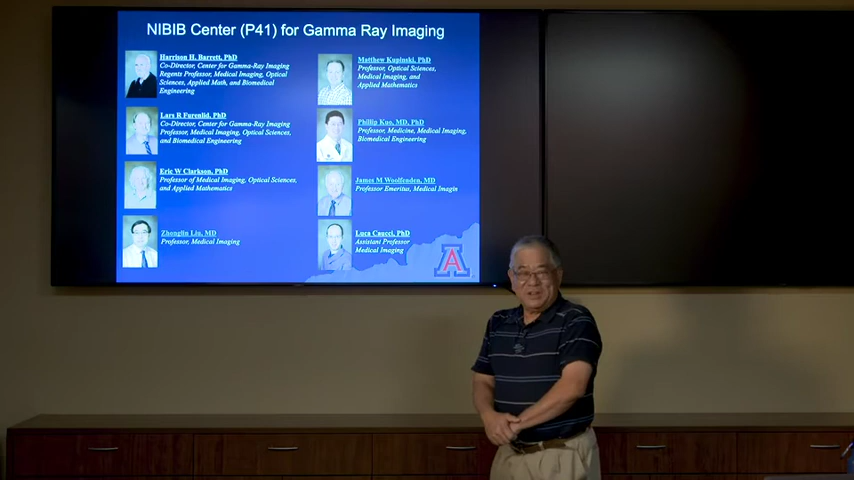 NIBIB Center (P41) for Gamma Ray Imaging
Harrison H. Barrett, PhD
Co-Director, Center for Gamma-Ray Imaging
Regents Professor, Medical Imaging, Optical
Sciences, Applied Math, and Biomedical
Engineering
Lars R Furenlid, PhD
Co-Director, Center for Gamma-Ray Imaging
Professor, Medical Imaging, Optical Sciences,
and Biomedical Engineering
Eric W Clarkson, PhD
Professor of Medical Imaging, Optical Sciences,
and Applied Mathematics
Zhonglin Liu, MD
Professor, Medical Imaging
Matthew Kupinski, PhD
Professor, Optical Sciences,
Medical Imaging, and
Applied Mathematics
Phillip Kuo, MD, PhD
Professor, Medicine, Medical Imaging,
Biomedical Engineering
James M Woolfenden, MD
Professor Emeritus, Medical Imagin
Luca Caucci, PhD
Assistant Professor
Medical Imaging
A